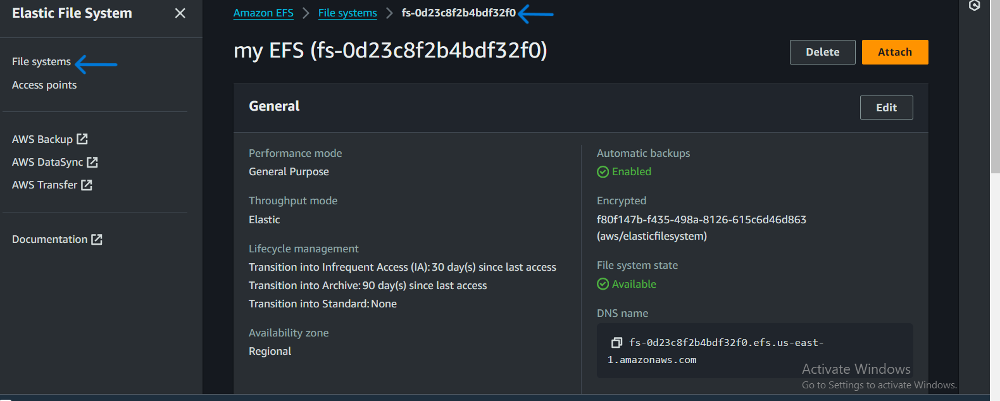 Elastic File System
File systems
Access points
AWS Backup
AWS DataSync
AWS Transfer
Documentation
Amazon EFS > File systems > fs-0d23c8f2b4bdf32f0
my EFS (fs-0d23c8f2b4bdf32f0)
Delete
Attach
General
Edit
Performance mode
General Purpose
Throughput mode
Elastic
Lifecycle management
Transition into Infrequent Access (IA): 30 day(s) since last access
Transition into Archive: 90 day(s) since last access
Transition into Standard: None
Availability zone
Regional
Automatic backups
Enabled
Encrypted
f80f147b-f435-498a-8126-615c6d46d863
(aws/elasticfilesystem)
File system state
Available
DNS name
fs-0d23c8f2b4bdf32f0.efs.us-east-
1.amazonaws.com
Activate Windows
Go to Settings to activate Windows.